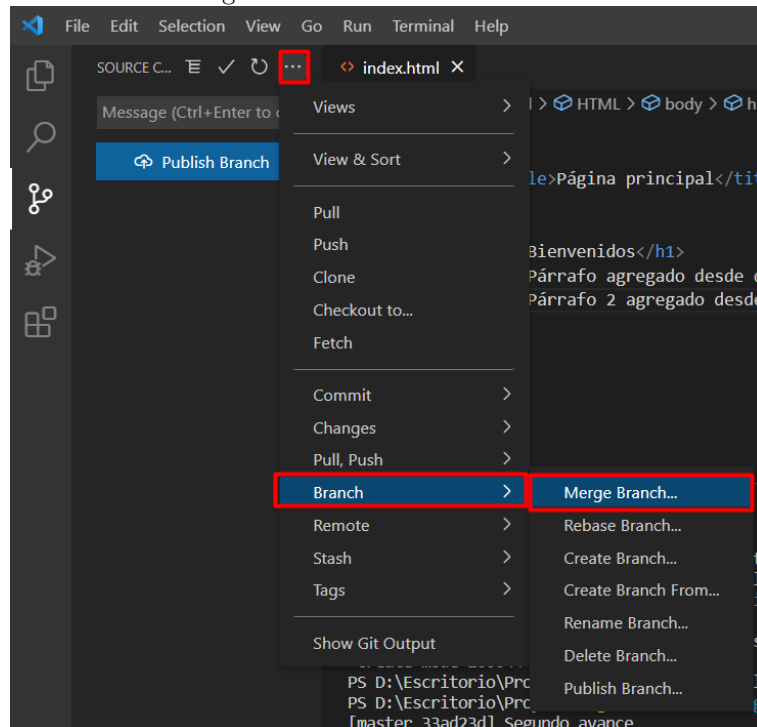 File Edit Selection View Go Run Terminal Help
SOURCE C...
index.html
Message (Ctrl+Enter to
HTML > body >
Publish Branch
Views
View & Sort
Pull
Push
Clone
Checkout to...
Fetch
Commit
Changes
Pull, Push
Branch
Remote
Stash
Tags
Show Git Output
Merge Branch...
Rebase Branch...
Create Branch...
Create Branch From...
Rename Branch...
Delete Branch...
Publish Branch...
le>Página principal</tit
Bienvenidos</h1>
Párrafo agregado desde
Párrafo 2 agregado desde
PS D:\Escritorio\Pro
PS D:\Escritorio\Pro
[master 33ad23d] Segundo avance